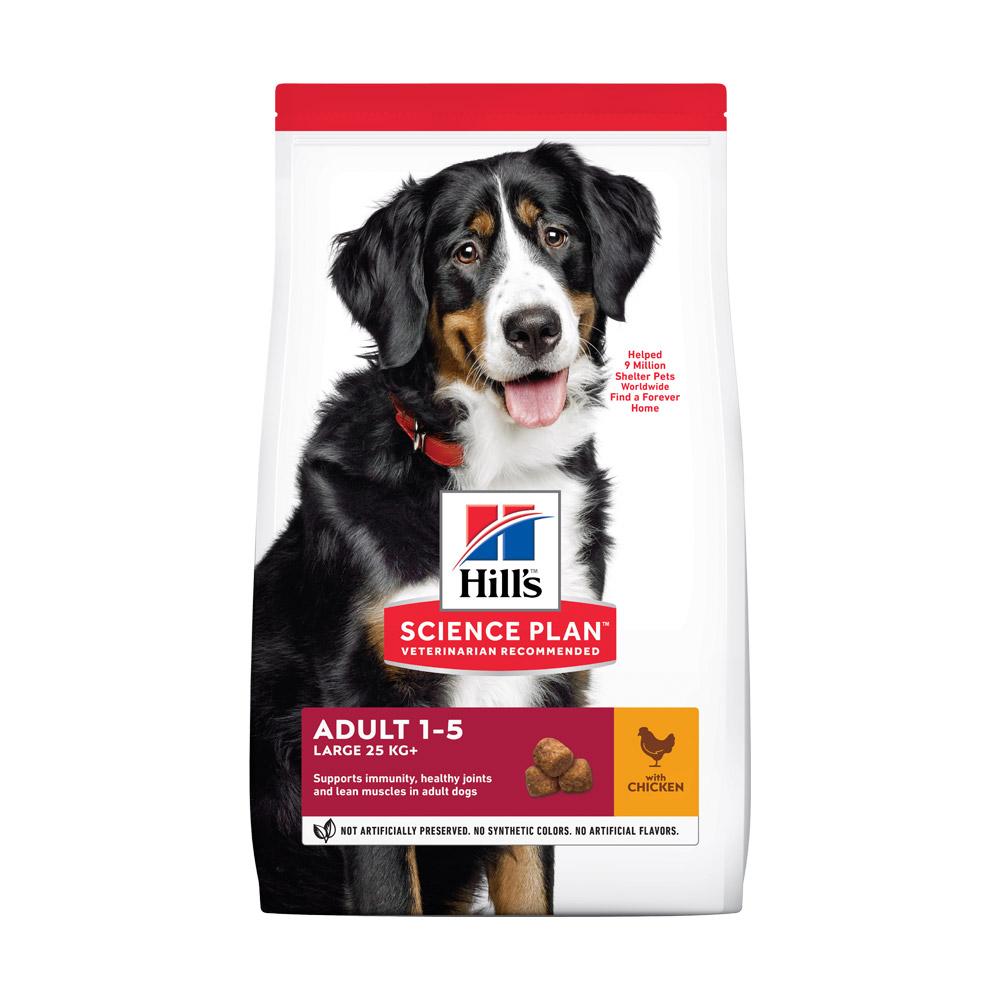 Helped
9 Million
Shelter Pets
Worldwide
Find a Forever
Home
Hill's™
SCIENCE PLAN™
VETERINARIAN RECOMMENDED
ADULT 1-5
LARGE 25 KG+
Supports immunity, healthy joints
and lean muscles in adult dogs
with
CHICKEN
NOT ARTIFICIALLY PRESERVED. NO SYNTHETIC COLORS. NO ARTIFICIAL FLAVORS.